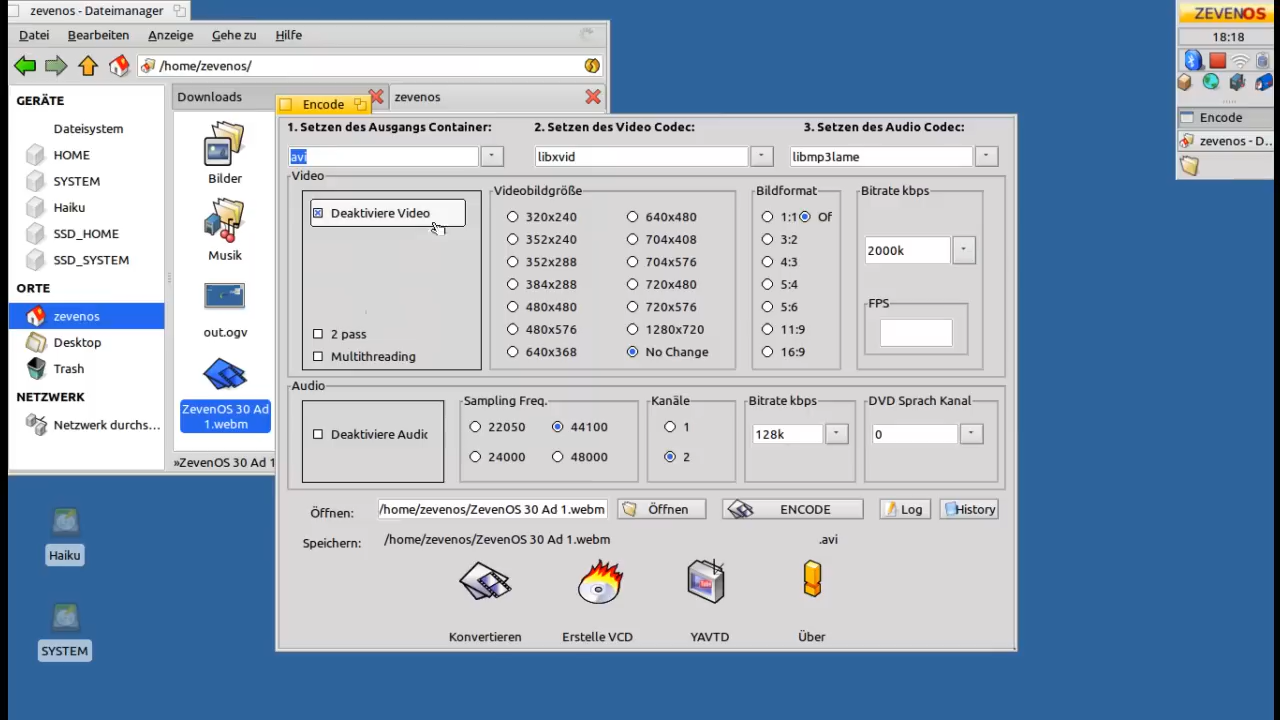 zevenos - Dateimanager
Datei Bearbeiten Anzeige Gehe zu Hilfe
/home/zevenos/
GERÄTE
Dateisystem
HOME
SYSTEM
Haiku
SSD_HOME
SSD_SYSTEM
ORTE
zevenos
Desktop
Trash
NETZWERK
Netzwerk durchs...
Downloads
zevenos
Bilder
Musik
out.ogv
ZevenOS 30 Ad
1.webm
»ZevenOS 30 Ad 1
Haiku
SYSTEM
Encode
1. Setzen des Ausgangs Container: 2. Setzen des Video Codec: 3. Setzen des Audio Codec:
avi libxvid libmp3lame
Video
Deaktiviere Video
2 pass
Multithreading
Videobildgröße
320x240 640x480
352x240 704x408
352x288 704x576
384x288 720x480
480x480 720x576
480x576 1280x720
640x368 No Change
Bildformat
1:1 Of
3:2
4:3
5:4
5:6
11:9
16:9
Bitrate kbps
2000k
FPS
Audio
Deaktiviere Audic
Sampling Freq.
22050 44100
24000 48000
Kanäle
1
2
Bitrate kbps
128k
DVD Sprach Kanal
0
Öffnen: /home/zevenos/ZevenOS 30 Ad 1.webm Öffnen ENCODE Log History
Speichern: /home/zevenos/ZevenOS 30 Ad 1.webm .avi
Konvertieren Erstelle VCD YAVTD Über
ZEVENOS
18:18
Encode
zevenos - D...